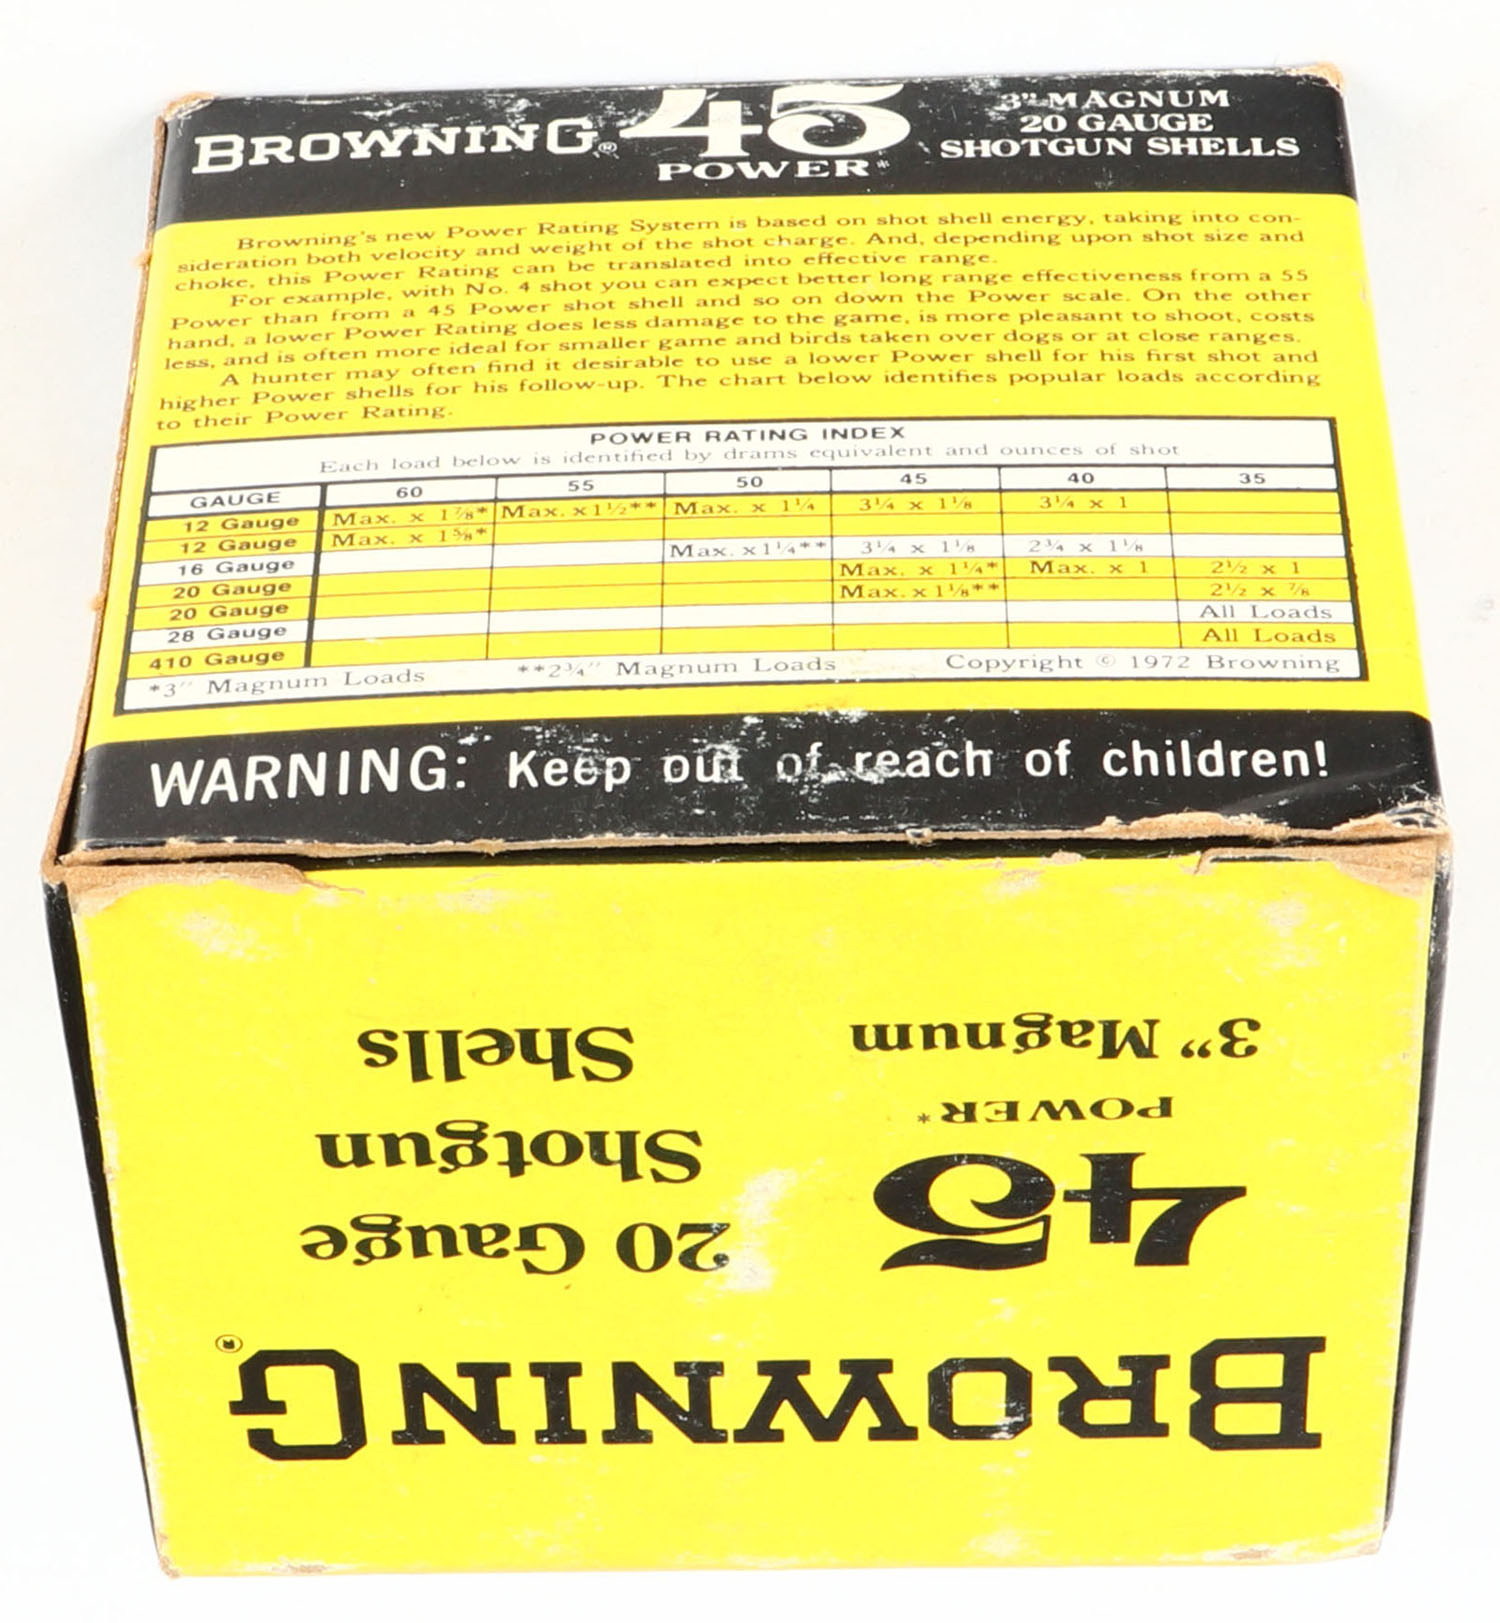 BROWNING® 45 POWER* 3" MAGNUM 20 GAUGE SHOTGUN SHELLS
Browning's new Power Rating System is based on shot shell energy, taking into con-
sideration both velocity and weight of the shot charge. And, depending upon shot size and
choke, this Power Rating can be translated into effective range.
For example, with No. 4 shot you can expect better long range effectiveness from a 55
Power than from a 45 Power shot shell and so on down the Power scale. On the other
hand, a lower Power Rating does less damage to the game, is more pleasant to shoot, costs
less, and is often more ideal for smaller game and birds taken over dogs or at close ranges.
A hunter may often find it desirable to use a lower Power shell for his first shot and
higher Power shells for his follow-up. The chart below identifies popular loads according
to their Power Rating.
POWER RATING INDEX
Each load below is identified by drams equivalent and ounces of shot
GAUGE 60 55 50 45 40 35
12 Gauge Max. x 1⅞* Max. x 1½** Max. x 1¼ 3¼ x 1⅛ 3¼ x 1
12 Gauge Max. x 1⅝*
16 Gauge Max. x 1¼** 3¼ x 1⅛ 2¾ x 1⅛
20 Gauge Max. x 1¼* Max. x 1 2½ x 1
20 Gauge Max. x 1⅛** 2½ x ⅞
28 Gauge All Loads
410 Gauge All Loads
*3" Magnum Loads **2¾" Magnum Loads Copyright © 1972 Browning
WARNING: Keep out of reach of children!
BROWNING®
45
POWER*
3" Magnum
20 Gauge
Shotgun
Shells